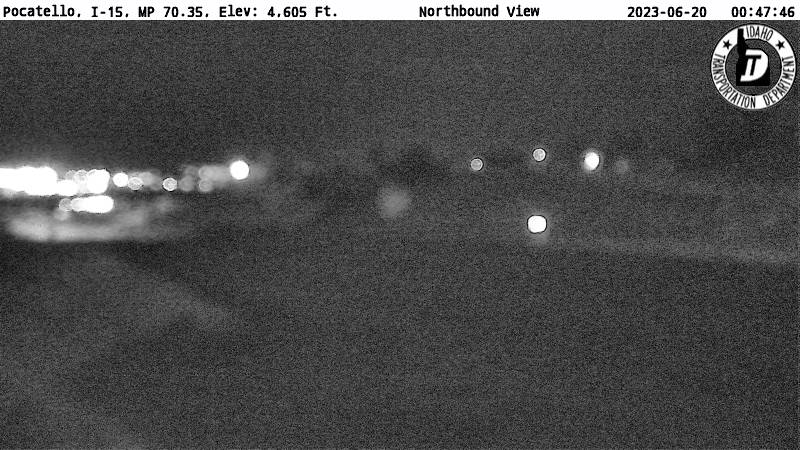 Pocatello, I-15, MP 70.35, Elev: 4,605 Ft. Northbound View 2023-06-20 00:47:46
IDAHO
TRANSPORTATION DEPARTMENT